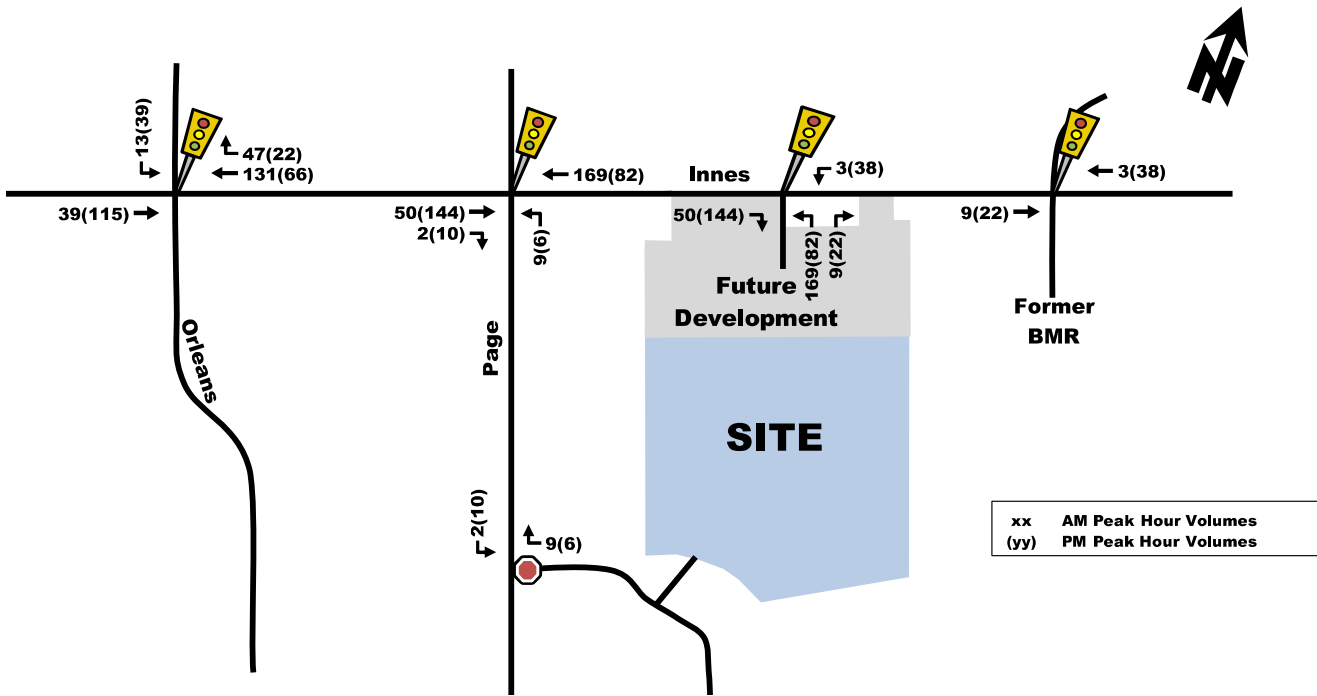 13(39)
47(22)
131(66)
39(115)
169(82)
50(144)
2(10)
9(6)
Innes
3(38)
50(144)
169(82)
9(22)
3(38)
9(22)
Future
Development
Former
BMR
Orleans
Page
SITE
2(10)
9(6)
xx AM Peak Hour Volumes
(yy) PM Peak Hour Volumes
N